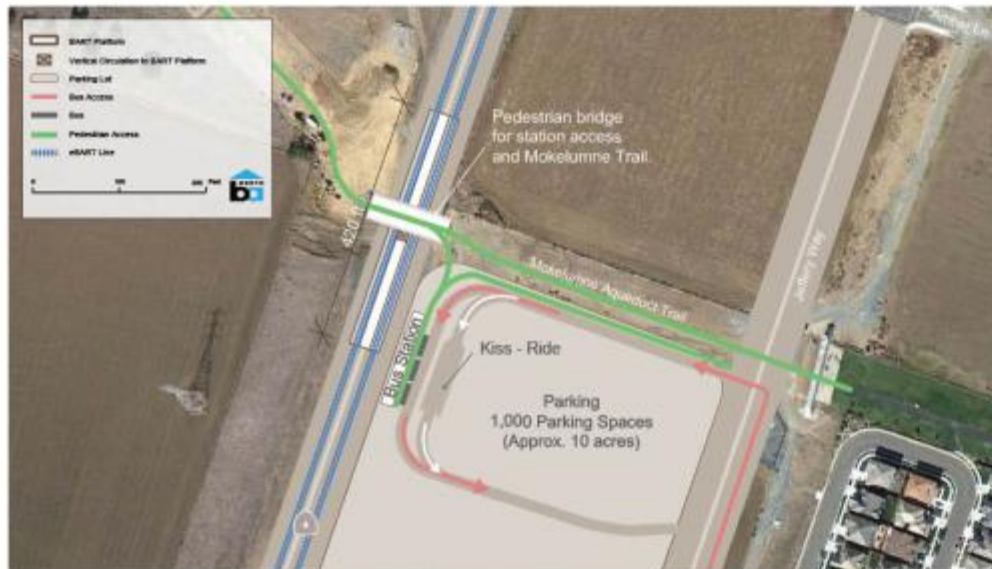 BART Platform
Vertical Circulation to BART Platform
Parking Lot
Bus Access
Bus
Pedestrian Access
eBART Line
Feet
NORTH
Pedestrian bridge
for station access
and Mokelumne Trail.
Mokelumne Aqueduct Trail
Jeffery Way
Bus Station
Kiss - Ride
Parking
1,000 Parking Spaces
(Approx. 10 acres)